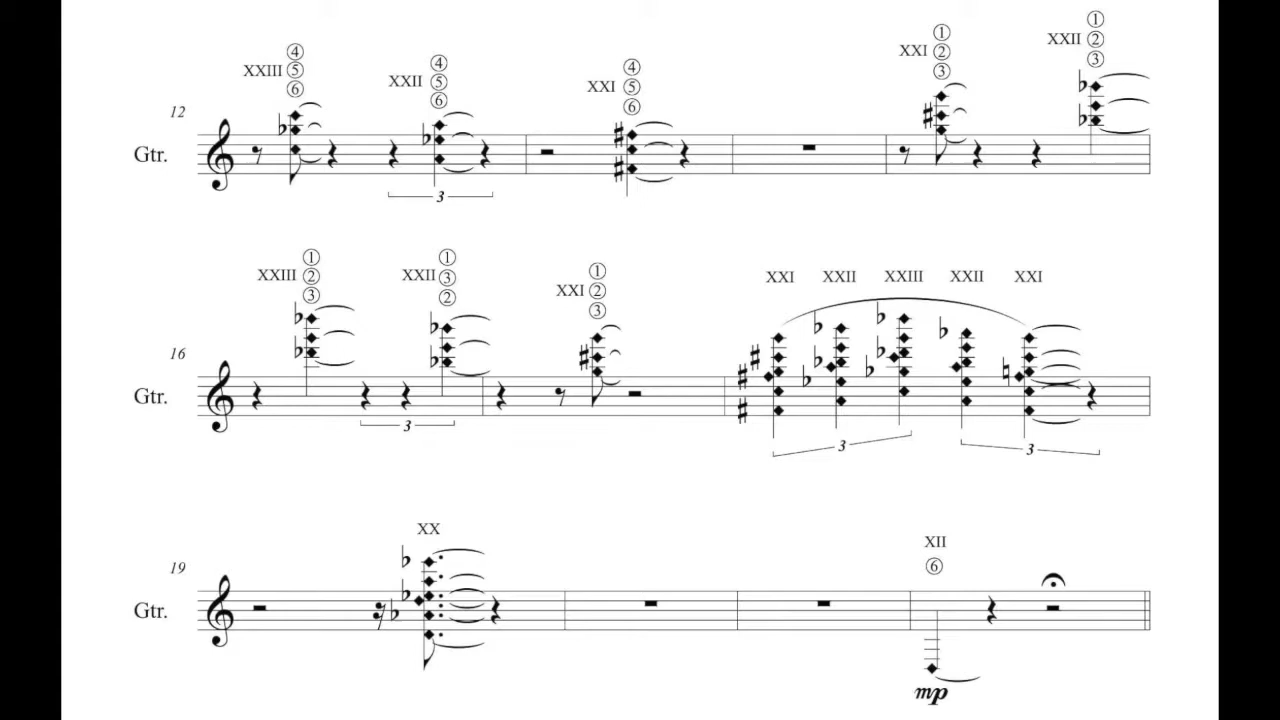 ④ ④ ④ ① ①
XXIII ⑤ XXII ⑤ XXI ⑤ XXI ② XXII ②
⑥ ⑥ ⑥ ③ ③
12
Gtr.
3
① ① ①
XXIII ② XXII ③ XXI ② XXI XXII XXIII XXII XXI
③ ② ③
16
Gtr.
3 3 3
XX XII
19 ⑥
Gtr.
mp